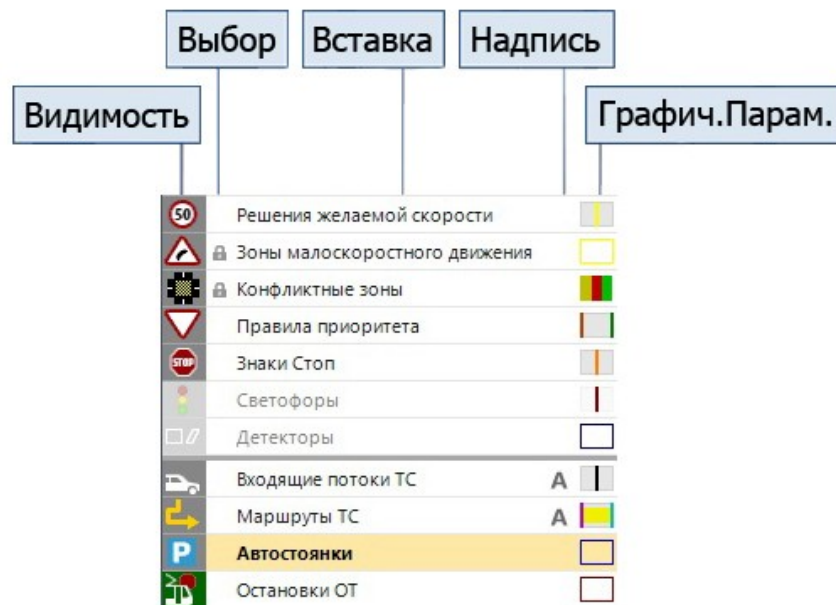 Выбор Вставка Надпись
Видимость Графич.Парам.
50 Решения желаемой скорости
Зоны малоскоростного движения
Конфликтные зоны
Правила приоритета
STOP Знаки Стоп
Светофоры
Детекторы
Входящие потоки ТС A
Маршруты ТС A
P Автостоянки
Остановки ОТ